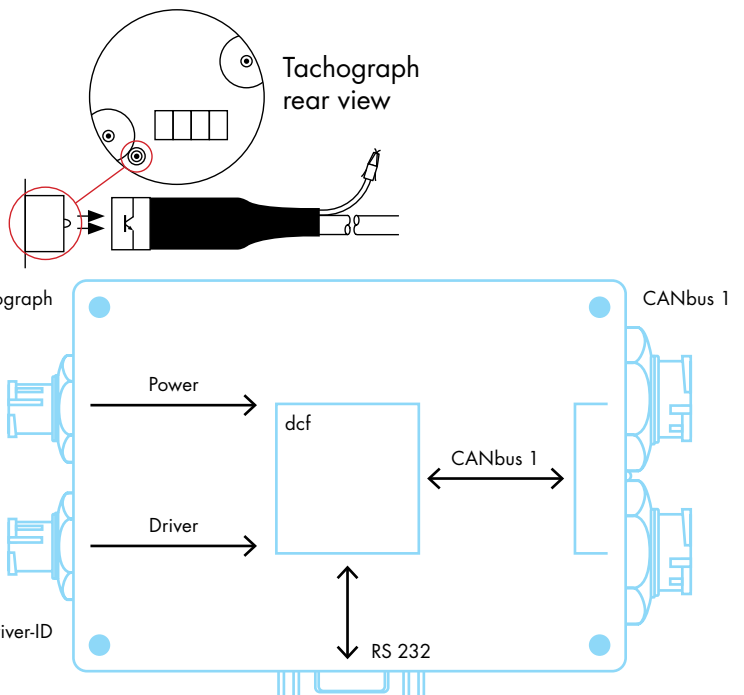 Tachograph
rear view
ograph
CANbus 1
Power
dcf
CANbus 1
Driver
iver-ID
RS 232